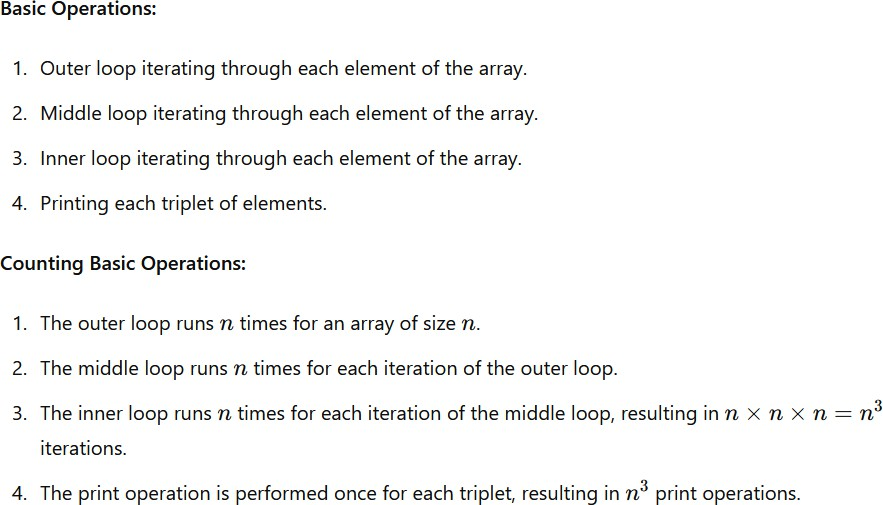 Basic Operations:
1. Outer loop iterating through each element of the array.
2. Middle loop iterating through each element of the array.
3. Inner loop iterating through each element of the array.
4. Printing each triplet of elements.
Counting Basic Operations:
1. The outer loop runs n times for an array of size n.
2. The middle loop runs n times for each iteration of the outer loop.
3. The inner loop runs n times for each iteration of the middle loop, resulting in n × n × n = n³
iterations.
4. The print operation is performed once for each triplet, resulting in n³ print operations.